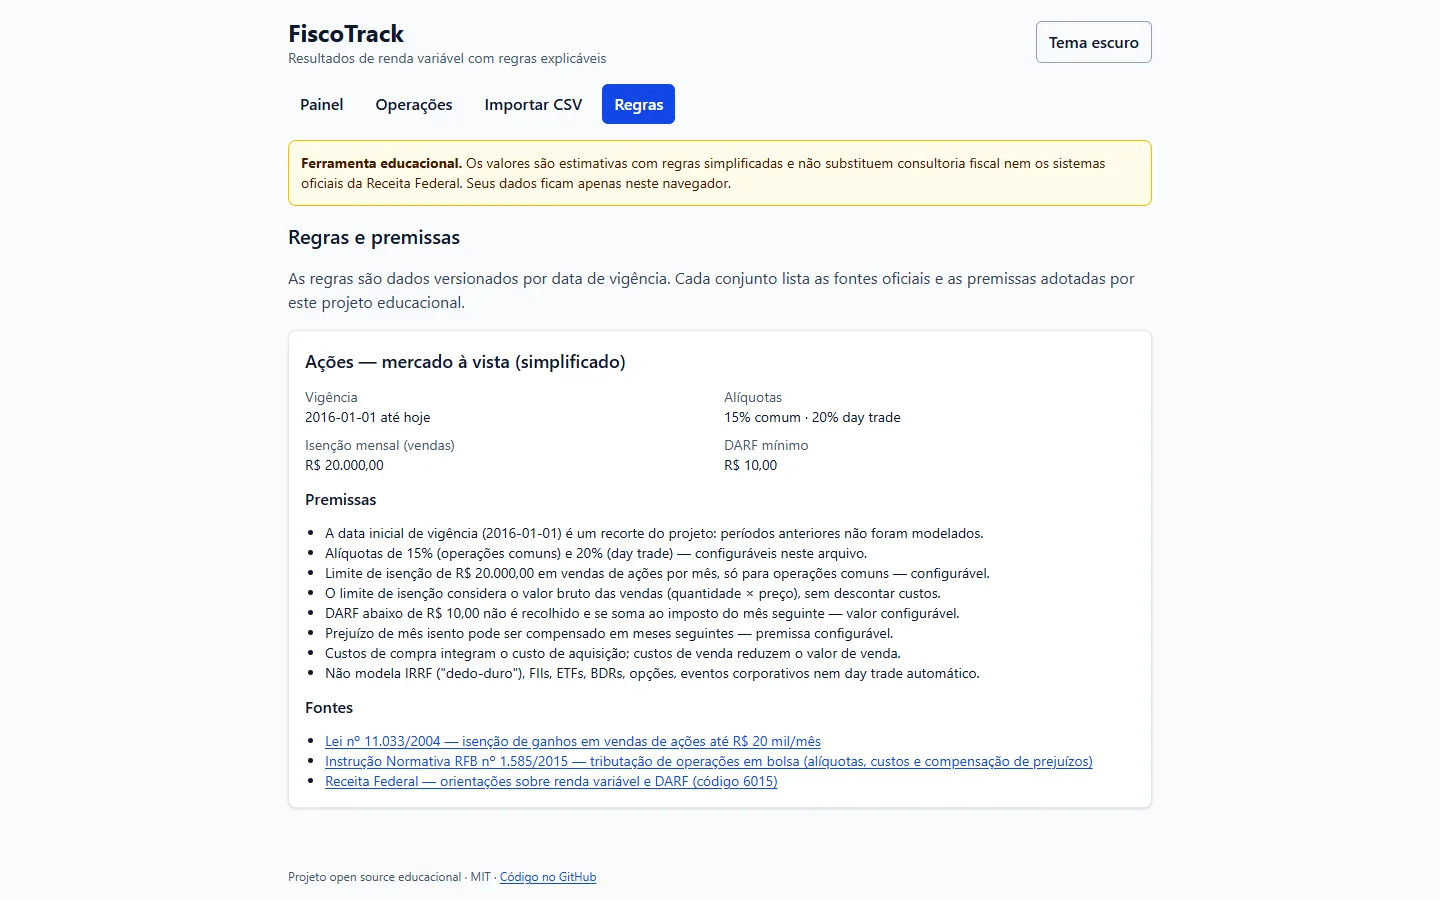 FiscoTrack
Resultados de renda variável com regras explicáveis
Tema escuro
Painel
Operações
Importar CSV
Regras
Ferramenta educacional. Os valores são estimativas com regras simplificadas e não substituem consultoria fiscal nem os sistemas
oficiais da Receita Federal. Seus dados ficam apenas neste navegador.
Regras e premissas
As regras são dados versionados por data de vigência. Cada conjunto lista as fontes oficiais e as premissas adotadas por
este projeto educacional.
Ações — mercado à vista (simplificado)
Vigência
2016-01-01 até hoje
Alíquotas
15% comum · 20% day trade
Isenção mensal (vendas)
R$ 20.000,00
DARF mínimo
R$ 10,00
Premissas
• A data inicial de vigência (2016-01-01) é um recorte do projeto: períodos anteriores não foram modelados.
• Alíquotas de 15% (operações comuns) e 20% (day trade) — configuráveis neste arquivo.
• Limite de isenção de R$ 20.000,00 em vendas de ações por mês, só para operações comuns — configurável.
• O limite de isenção considera o valor bruto das vendas (quantidade × preço), sem descontar custos.
• DARF abaixo de R$ 10,00 não é recolhido e se soma ao imposto do mês seguinte — valor configurável.
• Prejuízo de mês isento pode ser compensado em meses seguintes — premissa configurável.
• Custos de compra integram o custo de aquisição; custos de venda reduzem o valor de venda.
• Não modela IRRF ("dedo-duro"), FIIs, ETFs, BDRs, opções, eventos corporativos nem day trade automático.
Fontes
• Lei nº 11.033/2004 — isenção de ganhos em vendas de ações até R$ 20 mil/mês
• Instrução Normativa RFB nº 1.585/2015 — tributação de operações em bolsa (alíquotas, custos e compensação de prejuízos)
• Receita Federal — orientações sobre renda variável e DARF (código 6015)
Projeto open source educacional · MIT · Código no GitHub